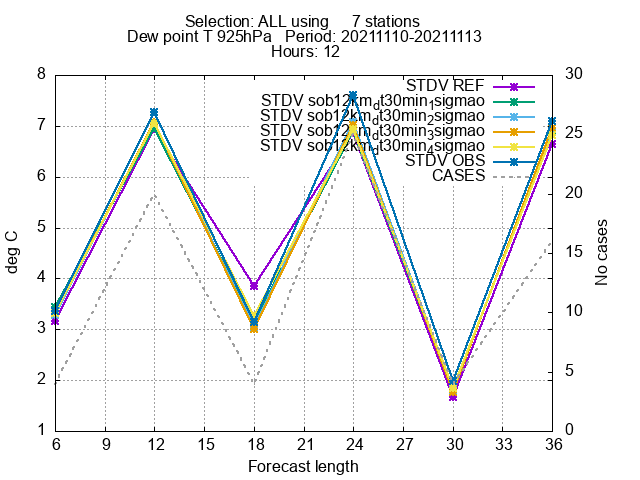 Selection: ALL using 7 stations
Dew point T 925hPa Period: 20211110-20211113
Hours: 12
STDV REF
STDV sob12km_dt30min_1sigmao
STDV sob12km_dt30min_2sigmao
STDV sob12km_dt30min_3sigmao
STDV sob12km_dt30min_4sigmao
STDV OBS
CASES
deg C
8
7
6
5
4
3
2
1
No cases
30
25
20
15
10
5
0
6 9 12 15 18 21 24 27 30 33 36
Forecast length